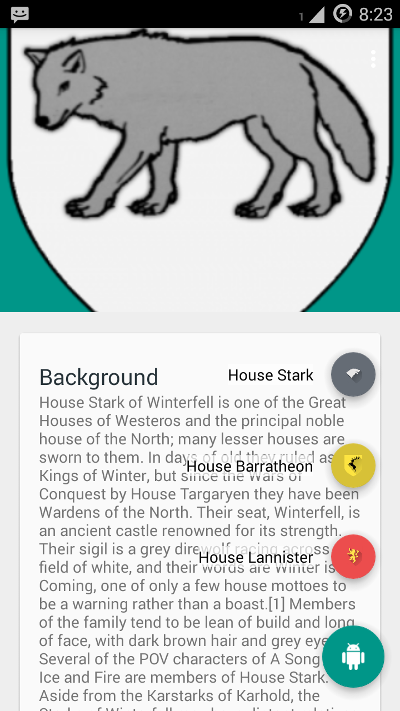 8:23
Background
House Stark
House Stark of Winterfell is one of the Great
Houses of Westeros and the principal noble
house of the North; many lesser houses are
sworn to them. In days of old they ruled as
House Barratheon
Kings of Winter, but since the Wars of
Conquest by House Targaryen they have been
Wardens of the North. Their seat, Winterfell, is
an ancient castle renowned for its strength.
Their sigil is a grey direwolf racing across
House Lannister
field of white, and their words are Winter is
Coming, one of only a few house mottoes to
be a warning rather than a boast.[1] Members
of the family tend to be lean of build and long
of face, with dark brown hair and grey eye
Several of the POV characters of A Song
Ice and Fire are members of House Stark.
Aside from the Karstarks of Karhold, the